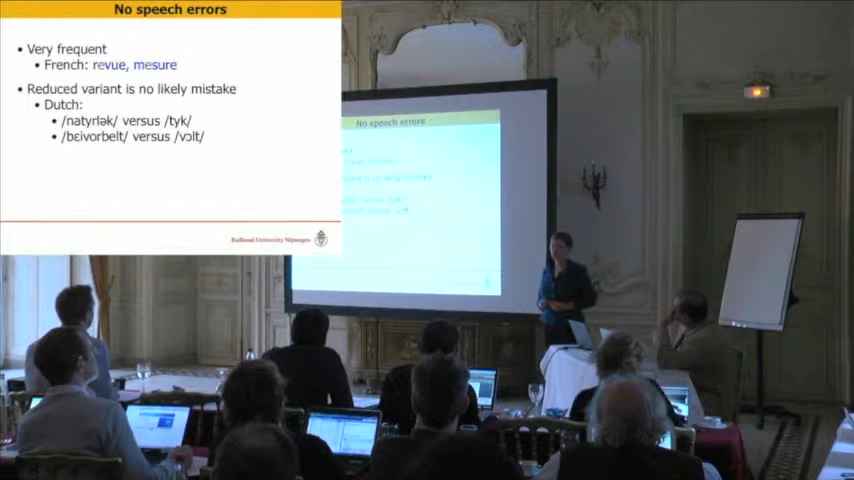 No speech errors
• Very frequent
• French: revue, mesure
• Reduced variant is no likely mistake
• Dutch:
• /natyrlək/ versus /tyk/
• /bɛivorbelt/ versus /vɔlt/
Radboud University Nijmegen
No speech errors